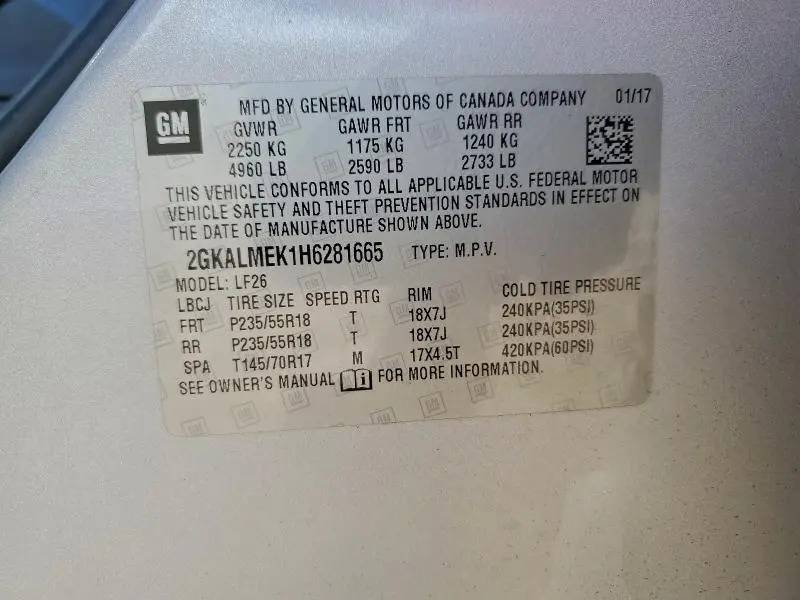 GM MFD BY GENERAL MOTORS OF CANADA COMPANY 01/17
GVWR GAWR FRT GAWR RR
2250 KG 1175 KG 1240 KG
4960 LB 2590 LB 2733 LB
THIS VEHICLE CONFORMS TO ALL APPLICABLE U.S. FEDERAL MOTOR
VEHICLE SAFETY AND THEFT PREVENTION STANDARDS IN EFFECT ON
THE DATE OF MANUFACTURE SHOWN ABOVE.
2GKALMEK1H6281665 TYPE: M.P.V.
MODEL: LF26
LBCJ TIRE SIZE SPEED RTG RIM COLD TIRE PRESSURE
FRT P235/55R18 T 18X7J 240KPA(35PSI)
RR P235/55R18 T 18X7J 240KPA(35PSI)
SPA T145/70R17 M 17X4.5T 420KPA(60PSI)
SEE OWNER'S MANUAL FOR MORE INFORMATION.